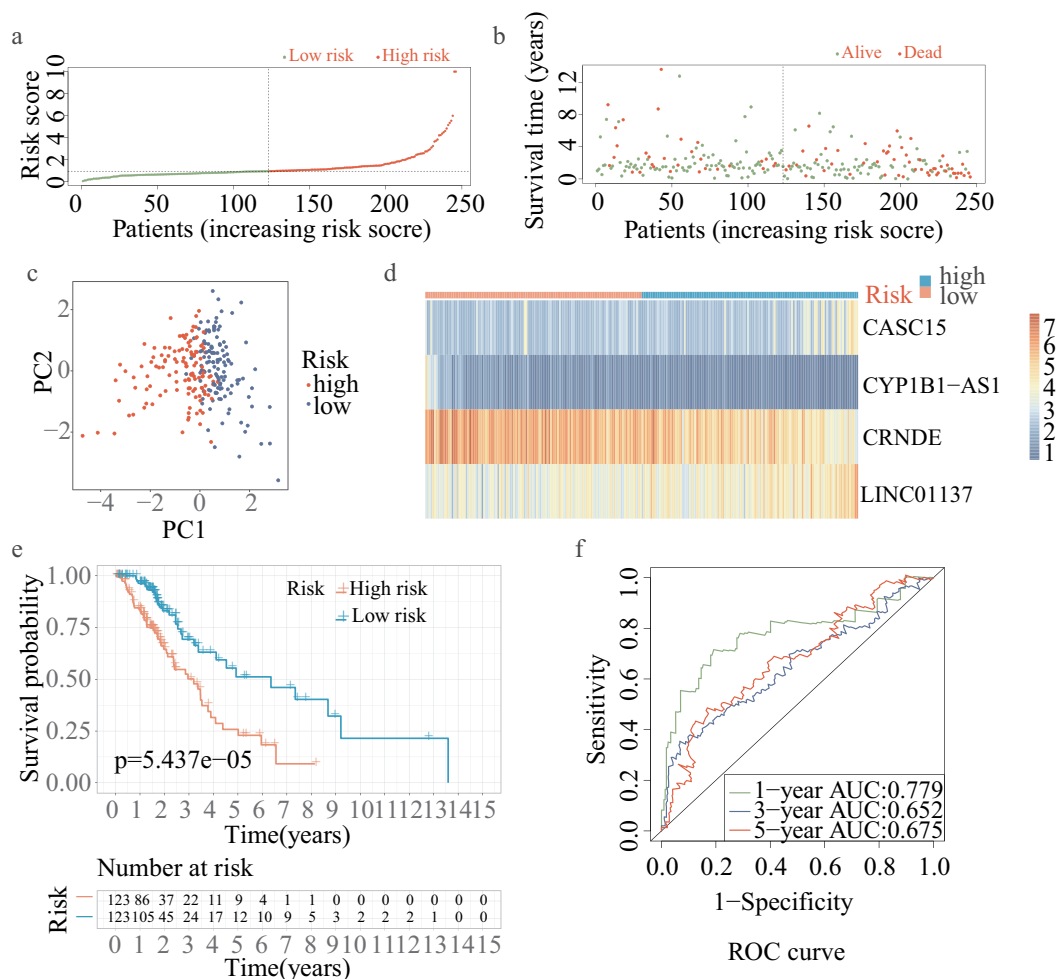 a
Low risk High risk
Risk score
0 1 2 4 6 8 10
0 50 100 150 200 250
Patients (increasing risk socre)
b
Alive Dead
Survival time (years)
0 4 8 12
0 50 100 150 200 250
Patients (increasing risk socre)
c
PC2
2
0
−2
−4 −2 0 2
PC1
Risk
high
low
d
Risk
high
low
CASC15
CYP1B1−AS1
CRNDE
LINC01137
7
6
5
4
3
2
1
e
Survival probability
1.00
0.75
0.50
0.25
0.00
Risk High risk
Low risk
p=5.437e−05
0 1 2 3 4 5 6 7 8 9 10 11 12 13 14 15
Time(years)
Number at risk
Risk
123 86 37 22 11 9 4 1 1 0 0 0 0 0 0 0
123 105 45 24 17 12 10 9 5 3 2 2 2 1 0 0
0 1 2 3 4 5 6 7 8 9 10 11 12 13 14 15
Time(years)
f
Sensitivity
0.0 0.2 0.4 0.6 0.8 1.0
1−year AUC:0.779
3−year AUC:0.652
5−year AUC:0.675
0.0 0.2 0.4 0.6 0.8 1.0
1−Specificity
ROC curve